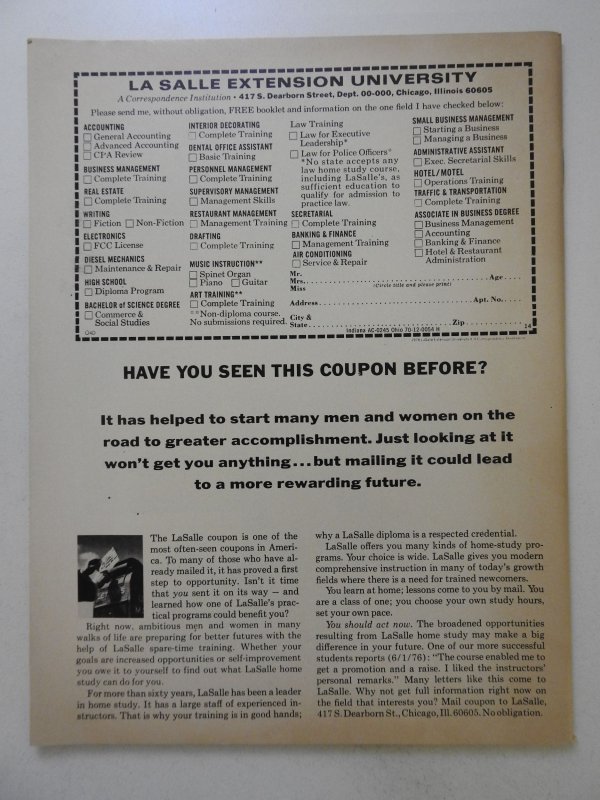 LA SALLE EXTENSION UNIVERSITY
A Correspondence Institution • 417 S. Dearborn Street, Dept. 00-000, Chicago, Illinois 60605
Please send me, without obligation, FREE booklet and information on the one field I have checked below:
ACCOUNTING
General Accounting
Advanced Accounting
CPA Review
BUSINESS MANAGEMENT
Complete Training
REAL ESTATE
Complete Training
WRITING
Fiction Non-Fiction
ELECTRONICS
FCC License
DIESEL MECHANICS
Maintenance & Repair
HIGH SCHOOL
Diploma Program
BACHELOR of SCIENCE DEGREE
Commerce &
Social Studies
INTERIOR DECORATING
Complete Training
DENTAL OFFICE ASSISTANT
Basic Training
PERSONNEL MANAGEMENT
Complete Training
SUPERVISORY MANAGEMENT
Management Skills
RESTAURANT MANAGEMENT
Management Training
DRAFTING
Complete Training
MUSIC INSTRUCTION**
Spinet Organ
Piano Guitar
ART TRAINING**
Complete Training
**Non-diploma course.
No submissions required.
Law Training
Law for Executive
Leadership*
Law for Police Officers*
*No state accepts any
law home study course,
including LaSalle's, as
sufficient education to
qualify for admission to
practice law.
SECRETARIAL
Complete Training
BANKING & FINANCE
Management Training
AIR CONDITIONING
Service & Repair
SMALL BUSINESS MANAGEMENT
Starting a Business
Managing a Business
ADMINISTRATIVE ASSISTANT
Exec. Secretarial Skills
HOTEL/MOTEL
Operations Training
TRAFFIC & TRANSPORTATION
Complete Training
ASSOCIATE IN BUSINESS DEGREE
Business Management
Accounting
Banking & Finance
Hotel & Restaurant
Administration
Mr.
Mrs. Age
Miss (Circle title and please print)
Address Apt. No.
City &
State Zip
Indiana AC-0245 Ohio 70-12-0054 H
14
HAVE YOU SEEN THIS COUPON BEFORE?
It has helped to start many men and women on the
road to greater accomplishment. Just looking at it
won't get you anything...but mailing it could lead
to a more rewarding future.
The LaSalle coupon is one of the
most often-seen coupons in Ameri-
ca. To many of those who have al-
ready mailed it, it has proved a first
step to opportunity. Isn't it time
that you sent it on its way — and
learned how one of LaSalle's prac-
tical programs could benefit you?
Right now, ambitious men and women in many
walks of life are preparing for better futures with the
help of LaSalle spare-time training. Whether your
goals are increased opportunities or self-improvement
you owe it to yourself to find out what LaSalle home
study can do for you.
For more than sixty years, LaSalle has been a leader
in home study. It has a large staff of experienced in-
structors. That is why your training is in good hands;
why a LaSalle diploma is a respected credential.
LaSalle offers you many kinds of home-study pro-
grams. Your choice is wide. LaSalle gives you modern
comprehensive instruction in many of today's growth
fields where there is a need for trained newcomers.
You learn at home; lessons come to you by mail. You
are a class of one; you choose your own study hours,
set your own pace.
You should act now. The broadened opportunities
resulting from LaSalle home study may make a big
difference in your future. One of our more successful
students reports (6/1/76): "The course enabled me to
get a promotion and a raise. I liked the instructors'
personal remarks." Many letters like this come to
LaSalle. Why not get full information right now on
the field that interests you? Mail coupon to LaSalle,
417 S. Dearborn St., Chicago, Ill. 60605. No obligation.